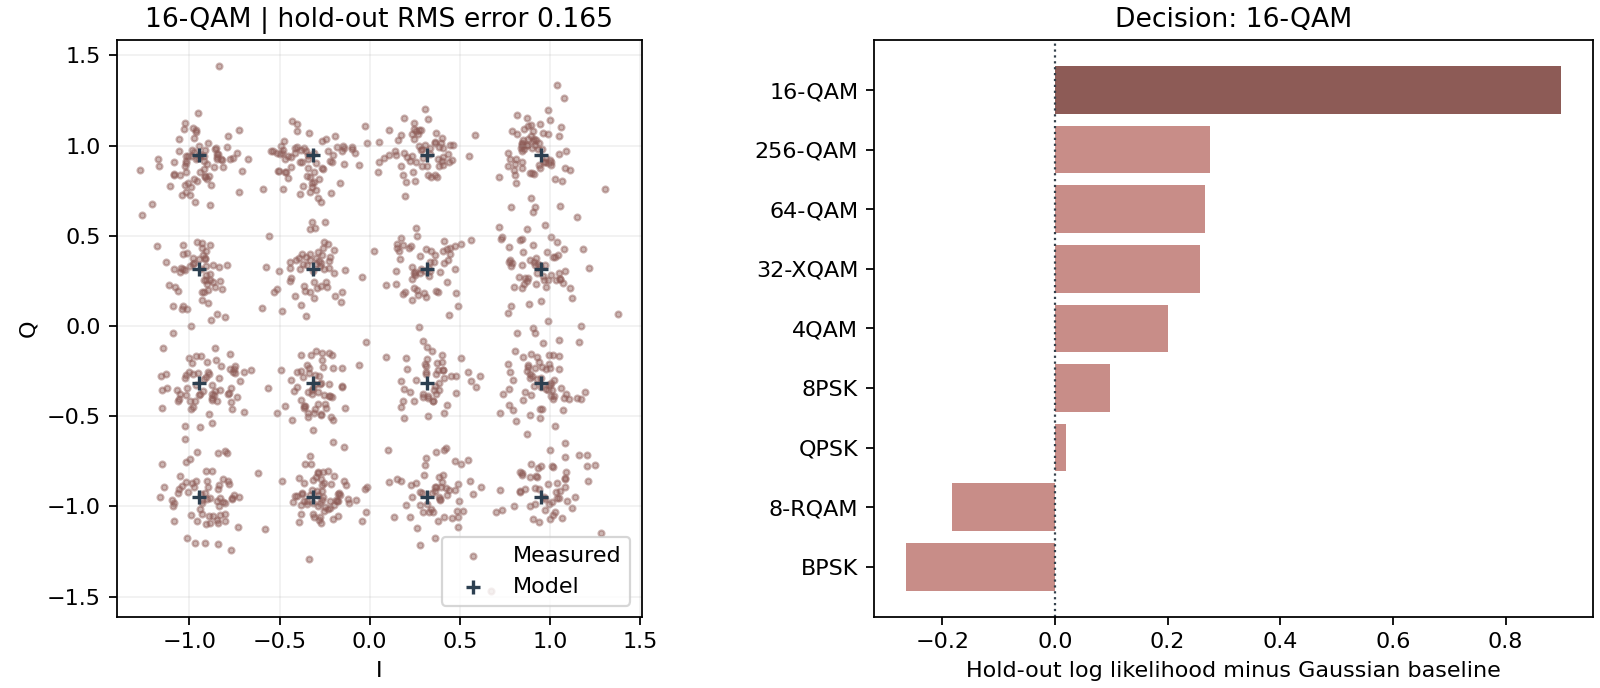 16-QAM | hold-out RMS error 0.165
1.5
1.0
0.5
0.0
−0.5
−1.0
−1.5
Q
−1.0
−0.5
0.0
0.5
1.0
1.5
I
Measured
Model
Decision: 16-QAM
16-QAM
256-QAM
64-QAM
32-XQAM
4QAM
8PSK
QPSK
8-RQAM
BPSK
−0.2
0.0
0.2
0.4
0.6
0.8
Hold-out log likelihood minus Gaussian baseline